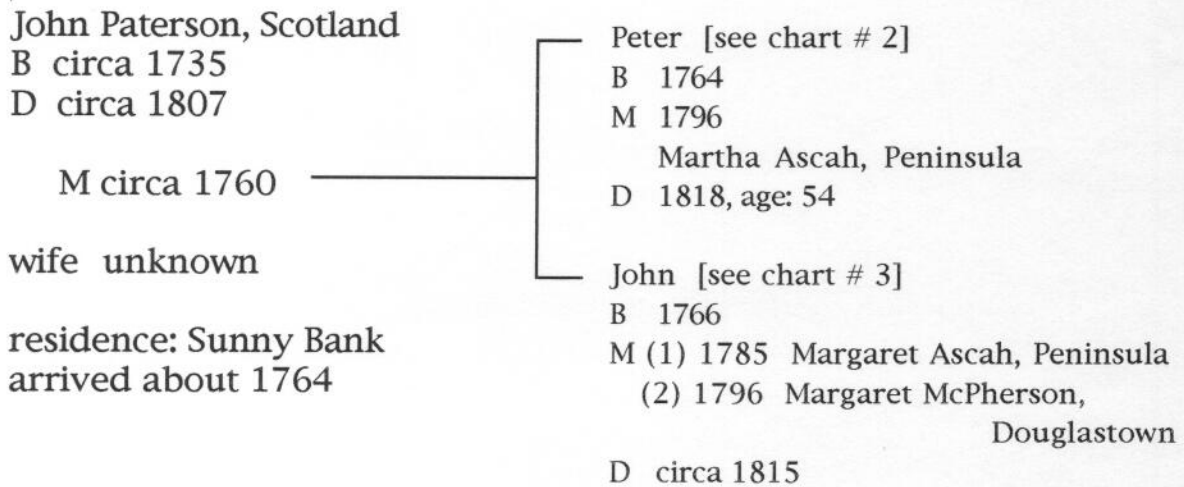 John Paterson, Scotland
B circa 1735
D circa 1807
M circa 1760
wife unknown
residence: Sunny Bank
arrived about 1764
Peter [see chart # 2]
B 1764
M 1796
Martha Ascah, Peninsula
D 1818, age: 54
John [see chart # 3]
B 1766
M (1) 1785 Margaret Ascah, Peninsula
(2) 1796 Margaret McPherson,
Douglastown
D circa 1815